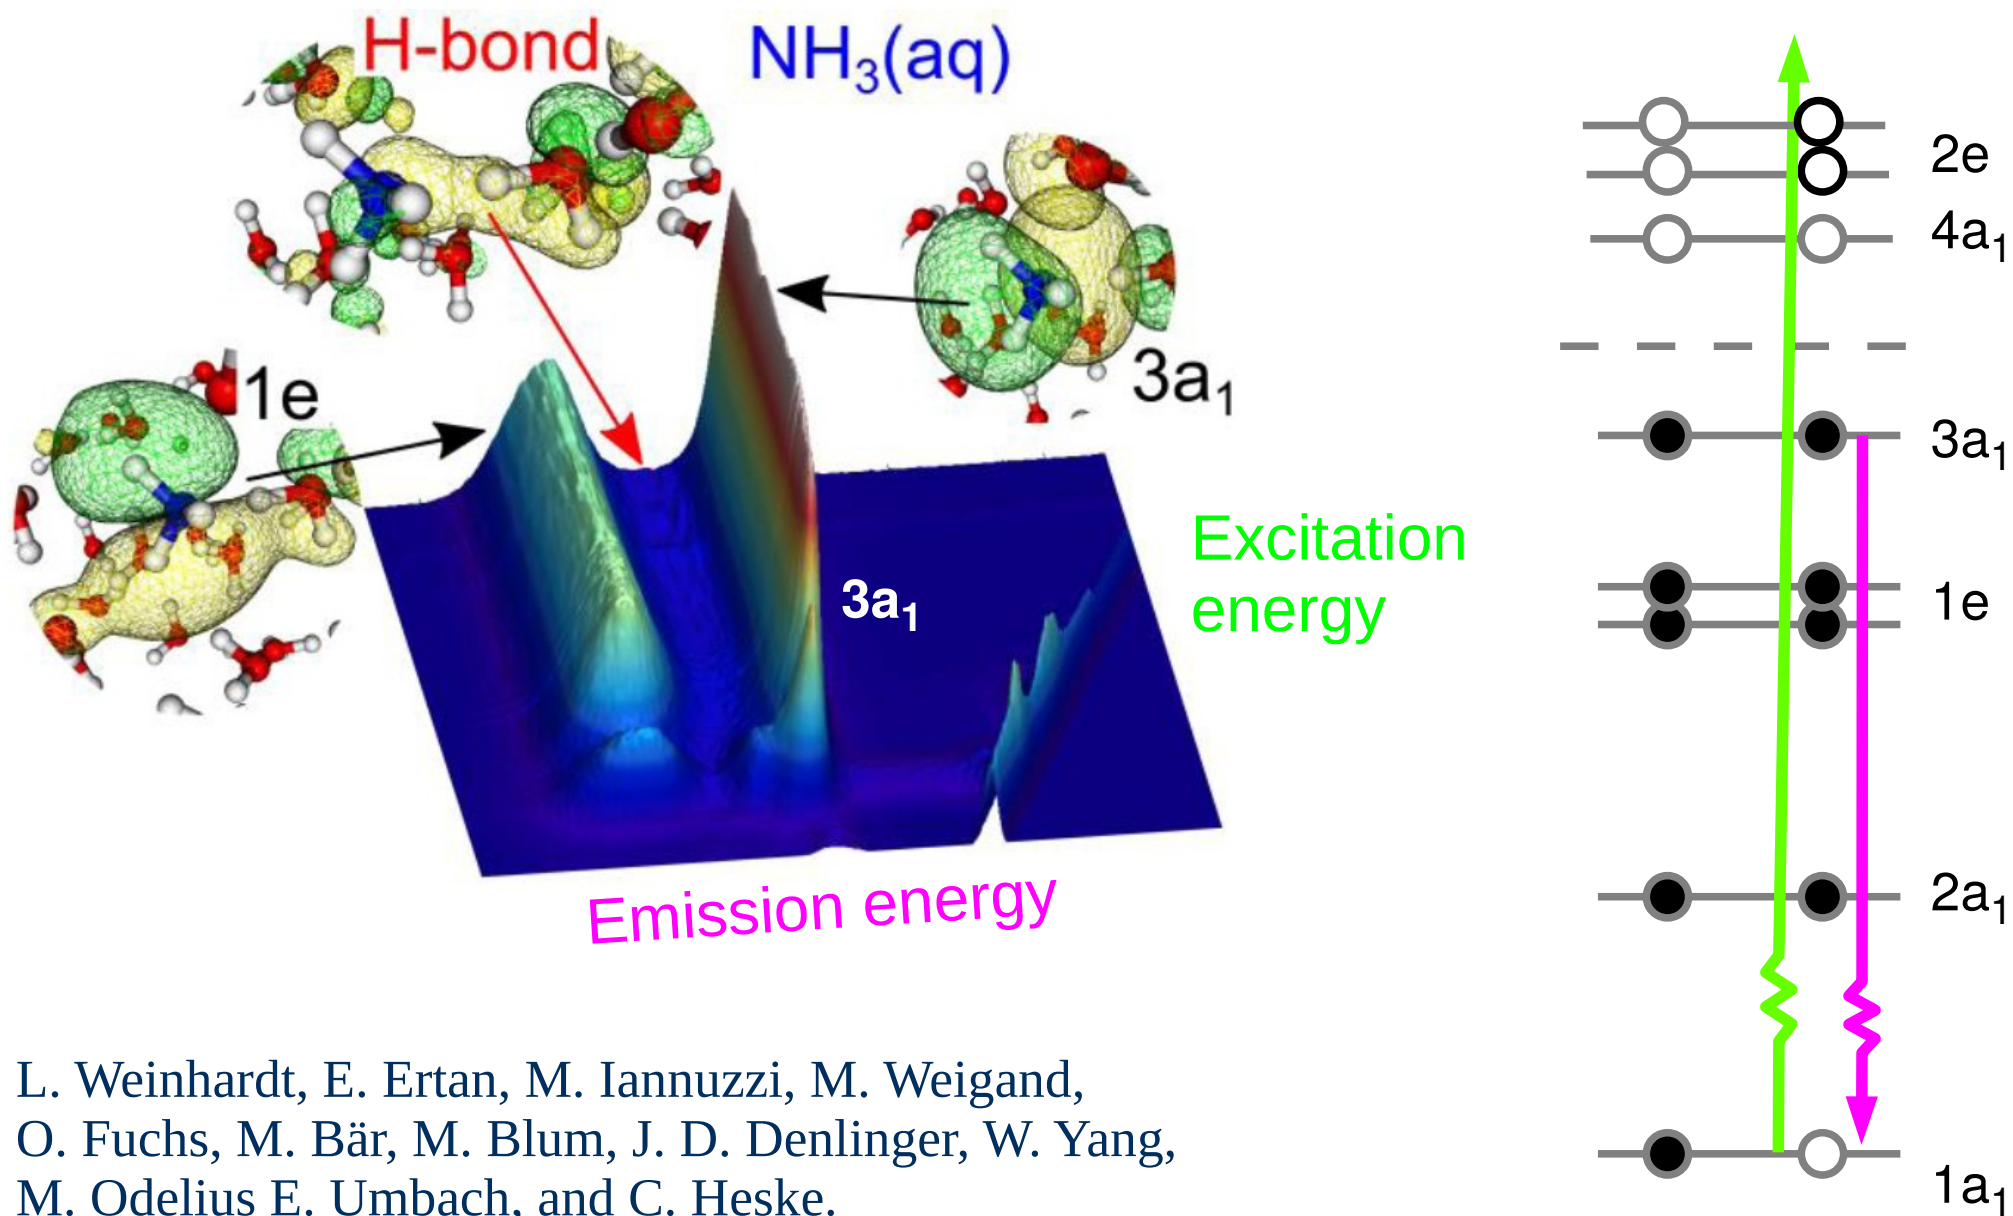 H-bond
NH₃(aq)
1e
3a₁
3a₁
Excitation
energy
Emission energy
2e
4a₁
3a₁
1e
2a₁
1a₁
L. Weinhardt, E. Ertan, M. Iannuzzi, M. Weigand,
O. Fuchs, M. Bär, M. Blum, J. D. Denlinger, W. Yang,
M. Odelius E. Umbach, and C. Heske.